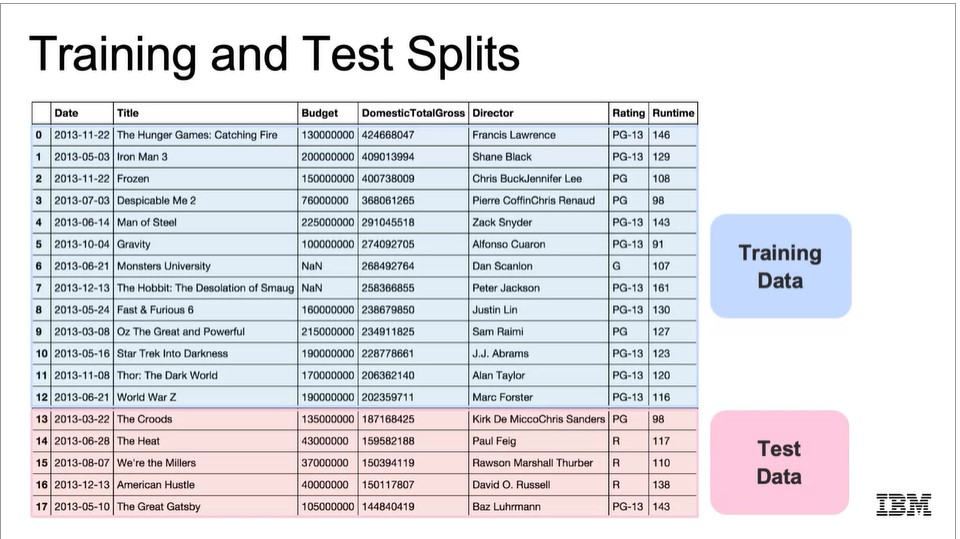 Training and Test Splits
Date Title Budget DomesticTotalGross Director Rating Runtime
0 2013-11-22 The Hunger Games: Catching Fire 130000000 424668047 Francis Lawrence PG-13 146
1 2013-05-03 Iron Man 3 200000000 409013994 Shane Black PG-13 129
2 2013-11-22 Frozen 150000000 400738009 Chris BuckJennifer Lee PG 108
3 2013-07-03 Despicable Me 2 76000000 368061265 Pierre CoffinChris Renaud PG 98
4 2013-06-14 Man of Steel 225000000 291045518 Zack Snyder PG-13 143
5 2013-10-04 Gravity 100000000 274092705 Alfonso Cuaron PG-13 91
6 2013-06-21 Monsters University NaN 268492764 Dan Scanlon G 107
7 2013-12-13 The Hobbit: The Desolation of Smaug NaN 258366855 Peter Jackson PG-13 161
8 2013-05-24 Fast & Furious 6 160000000 238679850 Justin Lin PG-13 130
9 2013-03-08 Oz The Great and Powerful 215000000 234911825 Sam Raimi PG 127
10 2013-05-16 Star Trek Into Darkness 190000000 228778661 J.J. Abrams PG-13 123
11 2013-11-08 Thor: The Dark World 170000000 206362140 Alan Taylor PG-13 120
12 2013-06-21 World War Z 190000000 202359711 Marc Forster PG-13 116
13 2013-03-22 The Croods 135000000 187168425 Kirk De MiccoChris Sanders PG 98
14 2013-06-28 The Heat 43000000 159582188 Paul Feig R 117
15 2013-08-07 We're the Millers 37000000 150394119 Rawson Marshall Thurber R 110
16 2013-12-13 American Hustle 40000000 150117807 David O. Russell R 138
17 2013-05-10 The Great Gatsby 105000000 144840419 Baz Luhrmann PG-13 143
Training
Data
Test
Data
IBM